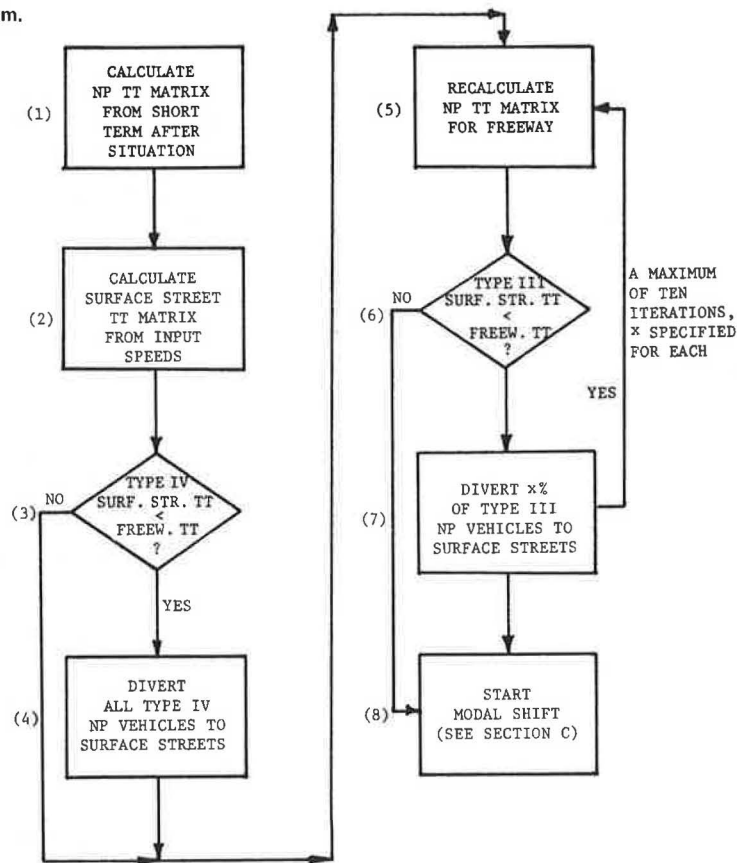 m.
(1)
CALCULATE
NP TT MATRIX
FROM SHORT
TERM AFTER
SITUATION
(2)
CALCULATE
SURFACE STREET
TT MATRIX
FROM INPUT
SPEEDS
(3)
NO
TYPE IV
SURF. STR. TT
<
FREEW. TT
?
YES
(4)
DIVERT
ALL TYPE IV
NP VEHICLES TO
SURFACE STREETS
(5)
RECALCULATE
NP TT MATRIX
FOR FREEWAY
(6)
NO
TYPE III
SURF. STR. TT
<
FREEW. TT
?
A MAXIMUM
OF TEN
ITERATIONS,
x SPECIFIED
FOR EACH
YES
(7)
DIVERT x%
OF TYPE III
NP VEHICLES TO
SURFACE STREETS
(8)
START
MODAL SHIFT
(SEE SECTION C)